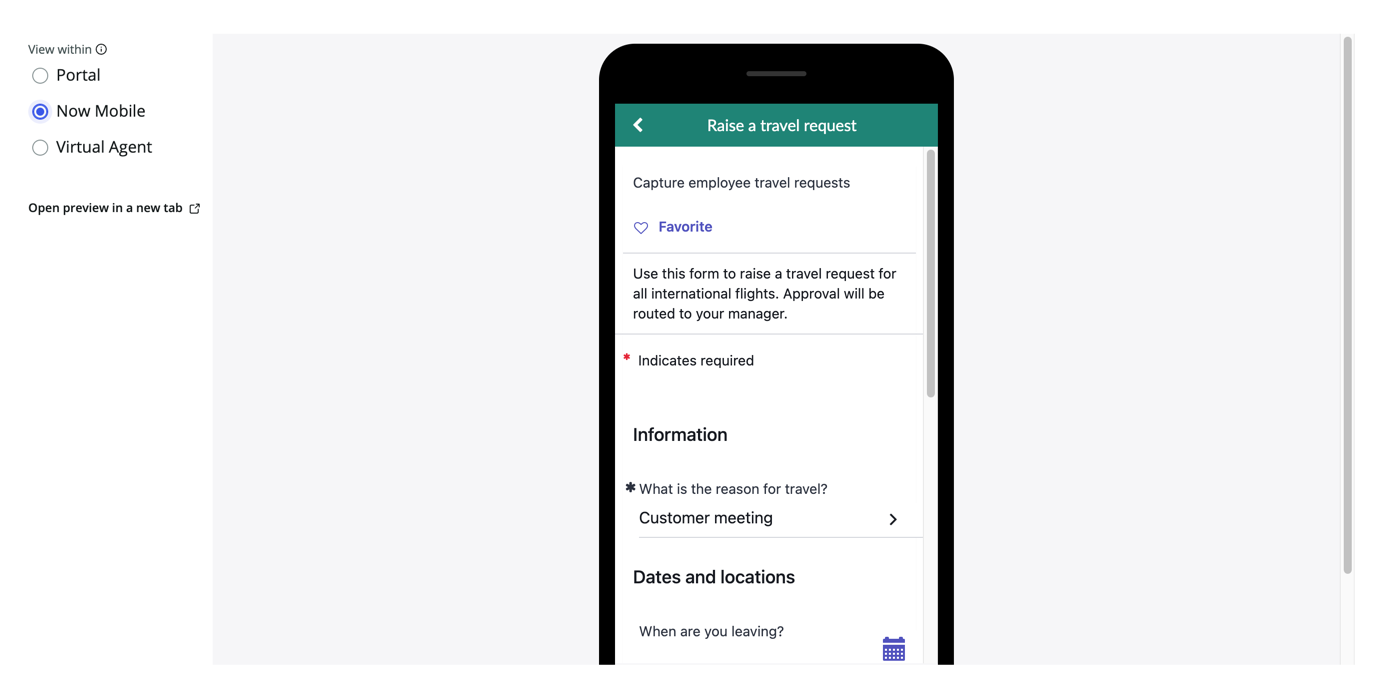 View within
Portal
Now Mobile
Virtual Agent
Open preview in a new tab
Raise a travel request
Capture employee travel requests
Favorite
Use this form to raise a travel request for
all international flights. Approval will be
routed to your manager.
* Indicates required
Information
* What is the reason for travel?
Customer meeting
Dates and locations
When are you leaving?